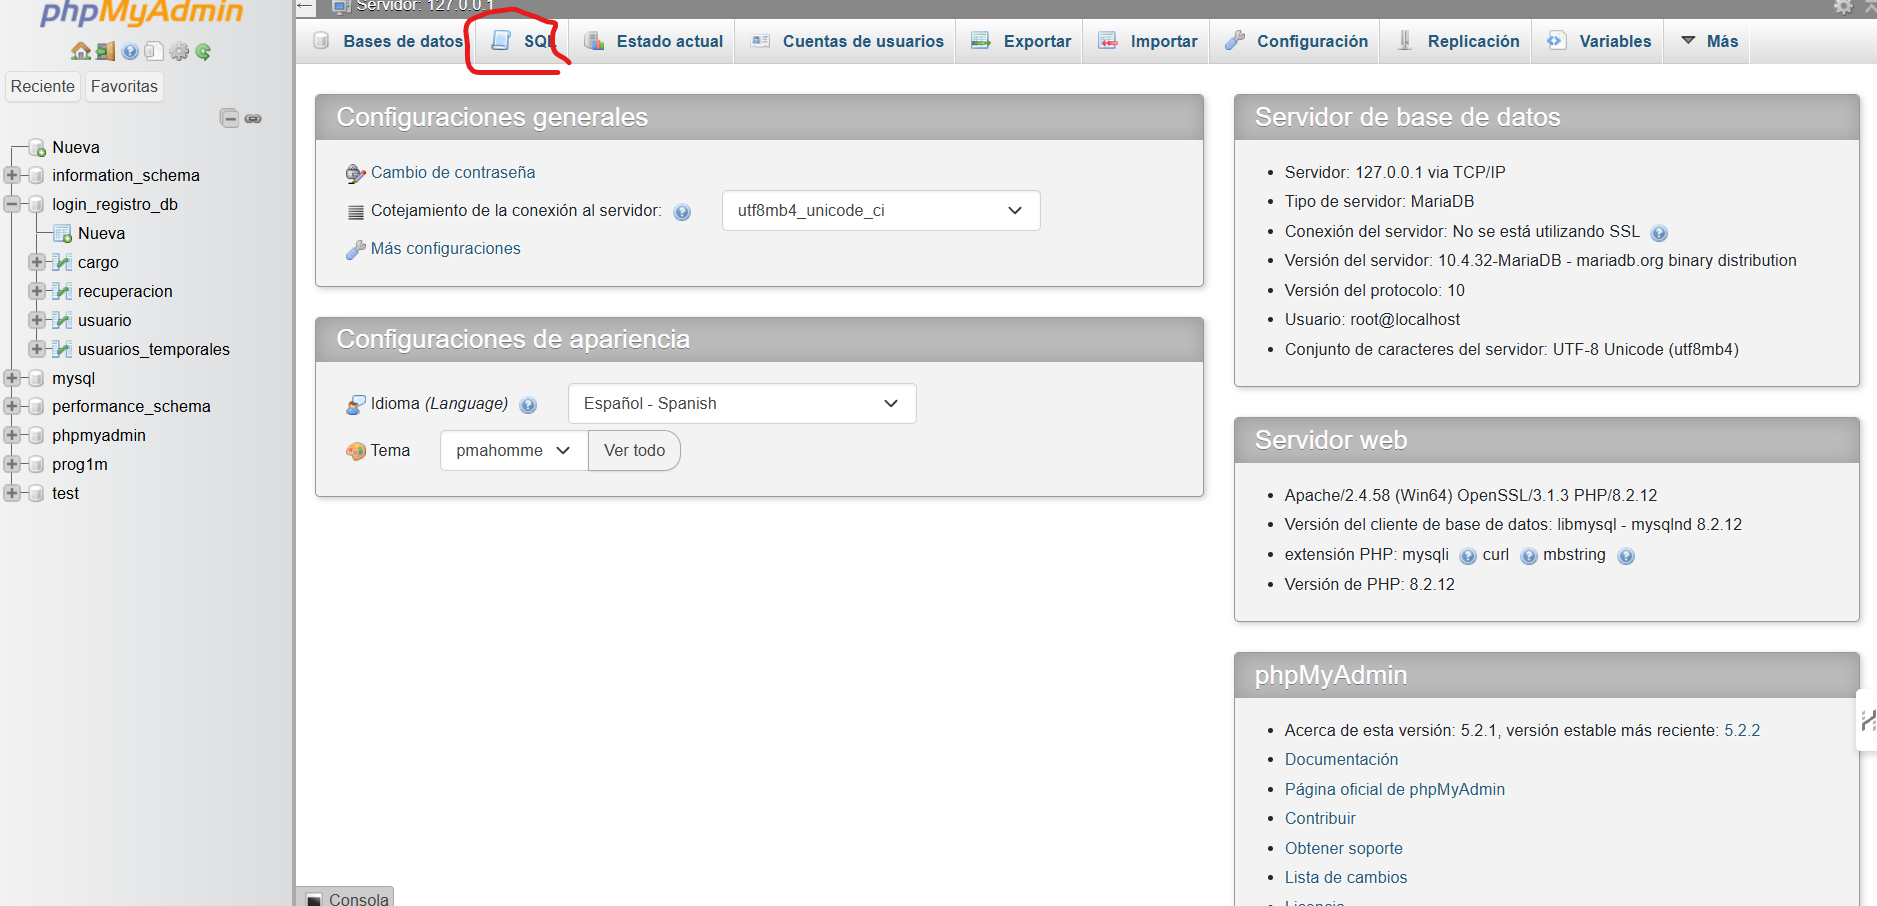 phpMyAdmin
Reciente
Favoritas
Nueva
information_schema
login_registro_db
Nueva
cargo
recuperacion
usuario
usuarios_temporales
mysql
performance_schema
phpmyadmin
prog1m
test
Servidor: 127.0.0.1
Bases de datos
SQL
Estado actual
Cuentas de usuarios
Exportar
Importar
Configuración
Replicación
Variables
Más
Configuraciones generales
Cambio de contraseña
Cotejamiento de la conexión al servidor:
utf8mb4_unicode_ci
Más configuraciones
Configuraciones de apariencia
Idioma (Language)
Español - Spanish
Tema
pmahomme
Ver todo
Servidor de base de datos
Servidor: 127.0.0.1 via TCP/IP
Tipo de servidor: MariaDB
Conexión del servidor: No se está utilizando SSL
Versión del servidor: 10.4.32-MariaDB - mariadb.org binary distribution
Versión del protocolo: 10
Usuario: root@localhost
Conjunto de caracteres del servidor: UTF-8 Unicode (utf8mb4)
Servidor web
Apache/2.4.58 (Win64) OpenSSL/3.1.3 PHP/8.2.12
Versión del cliente de base de datos: libmysql - mysqlnd 8.2.12
extensión PHP: mysqli curl mbstring
Versión de PHP: 8.2.12
phpMyAdmin
Acerca de esta versión: 5.2.1, versión estable más reciente: 5.2.2
Documentación
Página oficial de phpMyAdmin
Contribuir
Obtener soporte
Lista de cambios
Licencia
Consola